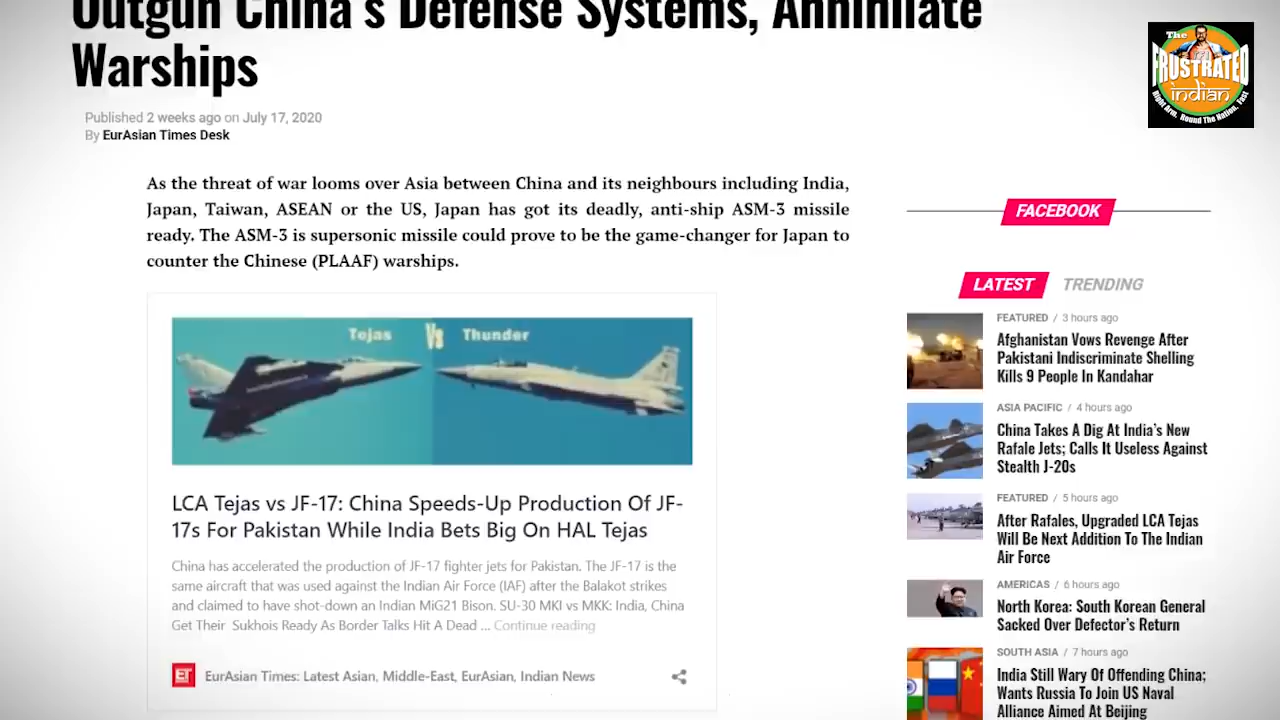 Outgun China's Defense Systems, Annihilate
Warships
Published 2 weeks ago on July 17, 2020
By EurAsian Times Desk
As the threat of war looms over Asia between China and its neighbours including India,
Japan, Taiwan, ASEAN or the US, Japan has got its deadly, anti-ship ASM-3 missile
ready. The ASM-3 is supersonic missile could prove to be the game-changer for Japan to
counter the Chinese (PLAAF) warships.
Tejas Vs Thunder
LCA Tejas vs JF-17: China Speeds-Up Production Of JF-
17s For Pakistan While India Bets Big On HAL Tejas
China has accelerated the production of JF-17 fighter jets for Pakistan. The JF-17 is the
same aircraft that was used against the Indian Air Force (IAF) after the Balakot strikes
and claimed to have shot-down an Indian MiG21 Bison. SU-30 MKI vs MKK: India, China
Get Their Sukhois Ready As Border Talks Hit A Dead ... Continue reading
ET
EurAsian Times: Latest Asian, Middle-East, EurAsian, Indian News
The
FRUSTRATED
indian
Right Arm, Round The Nation, Fast
FACEBOOK
LATEST TRENDING
FEATURED / 3 hours ago
Afghanistan Vows Revenge After
Pakistani Indiscriminate Shelling
Kills 9 People In Kandahar
ASIA PACIFIC / 4 hours ago
China Takes A Dig At India's New
Rafale Jets; Calls It Useless Against
Stealth J-20s
FEATURED / 5 hours ago
After Rafales, Upgraded LCA Tejas
Will Be Next Addition To The Indian
Air Force
AMERICAS / 6 hours ago
North Korea: South Korean General
Sacked Over Defector's Return
SOUTH ASIA / 7 hours ago
India Still Wary Of Offending China;
Wants Russia To Join US Naval
Alliance Aimed At Beijing